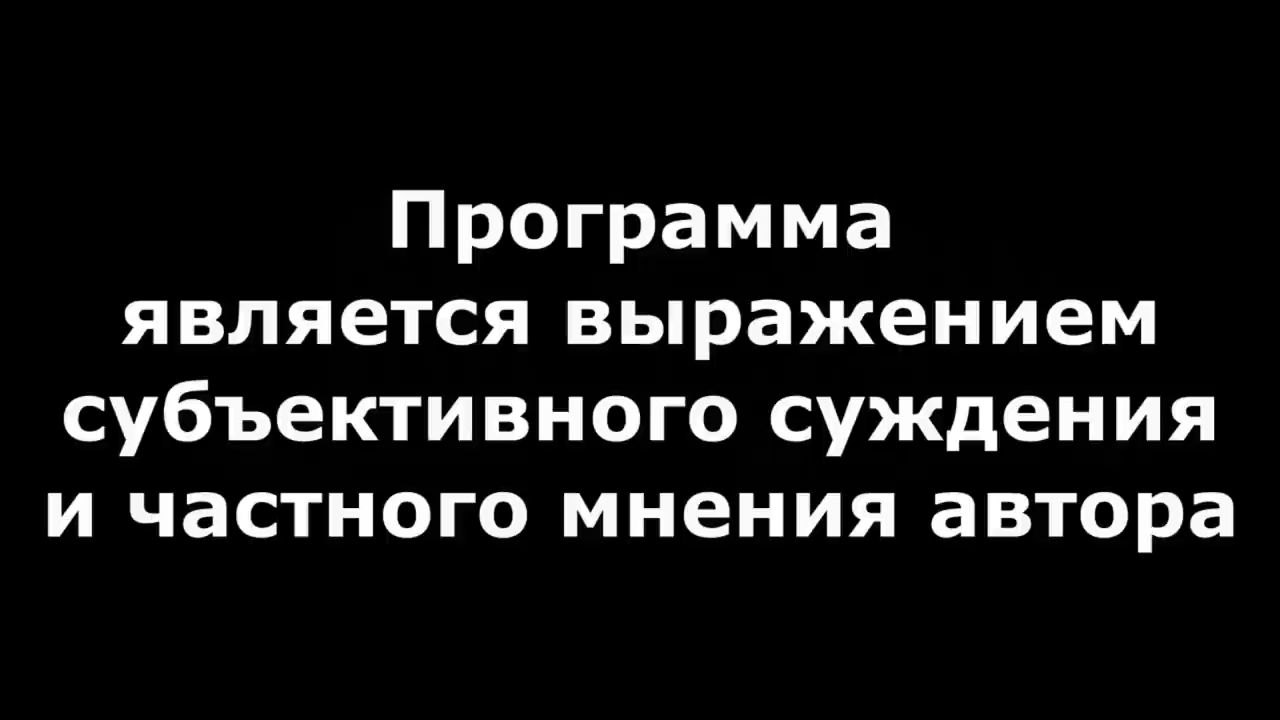 Программа
является выражением
субъективного суждения
и частного мнения автора